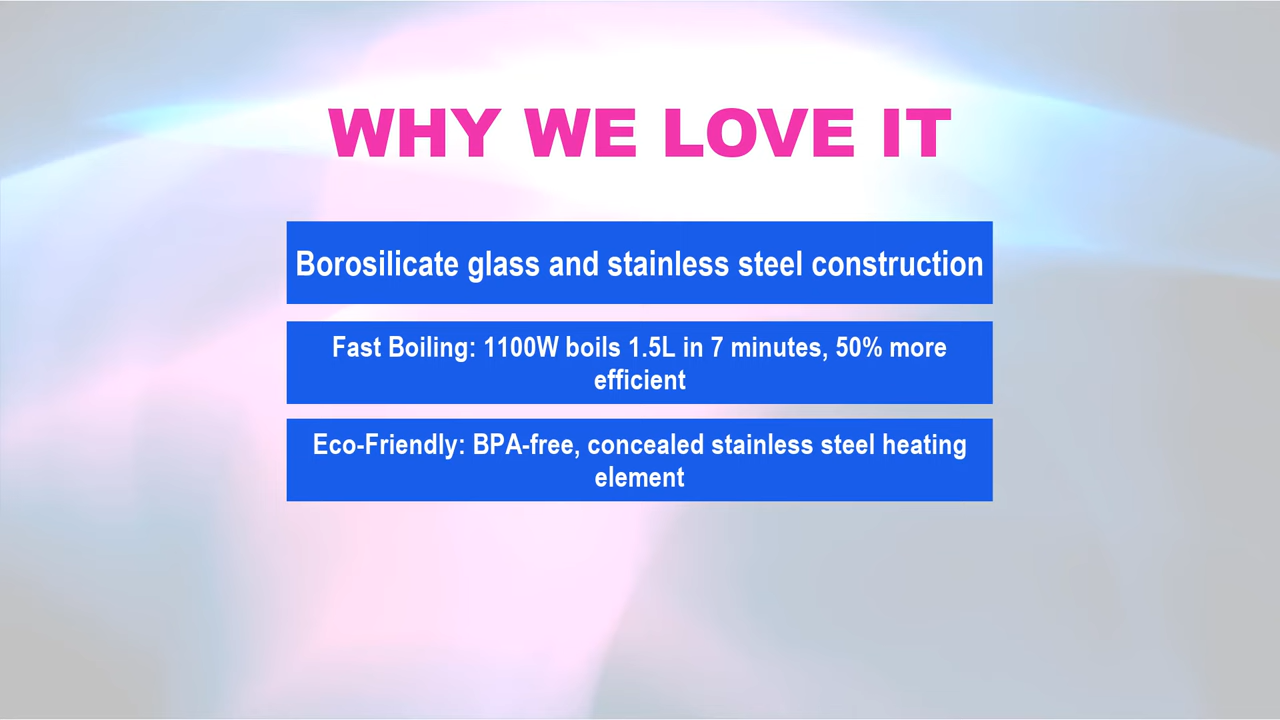 WHY WE LOVE IT
Borosilicate glass and stainless steel construction
Fast Boiling: 1100W boils 1.5L in 7 minutes, 50% more
efficient
Eco-Friendly: BPA-free, concealed stainless steel heating
element